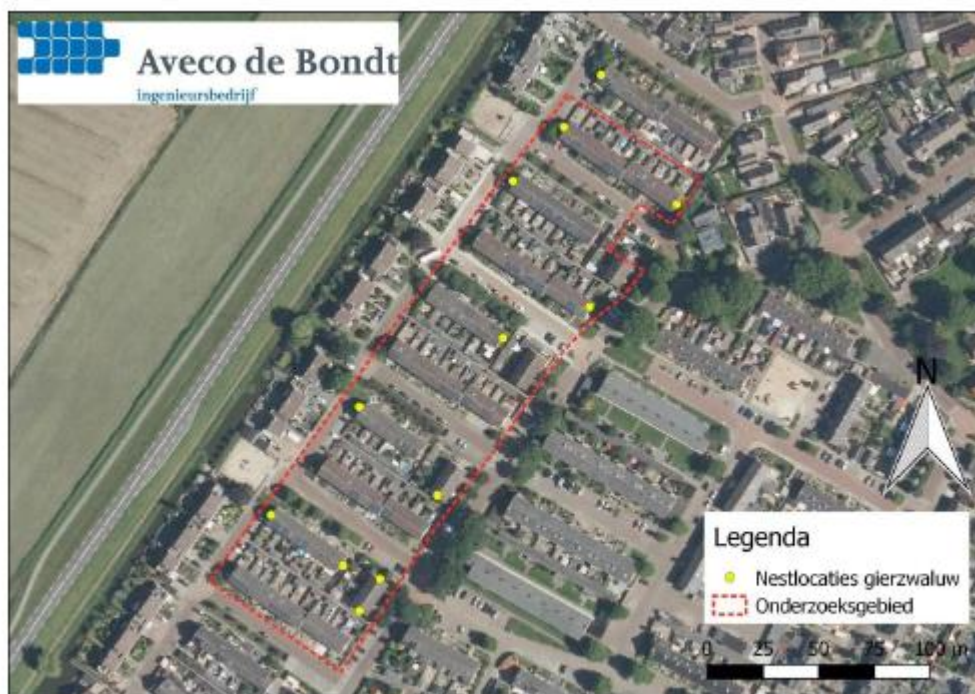 Aveco de Bondt
ingenieursbedrijf
N
Legenda
Nestlocaties gierzwaluw
Onderzoeksgebied
0 25 50 75 100 m